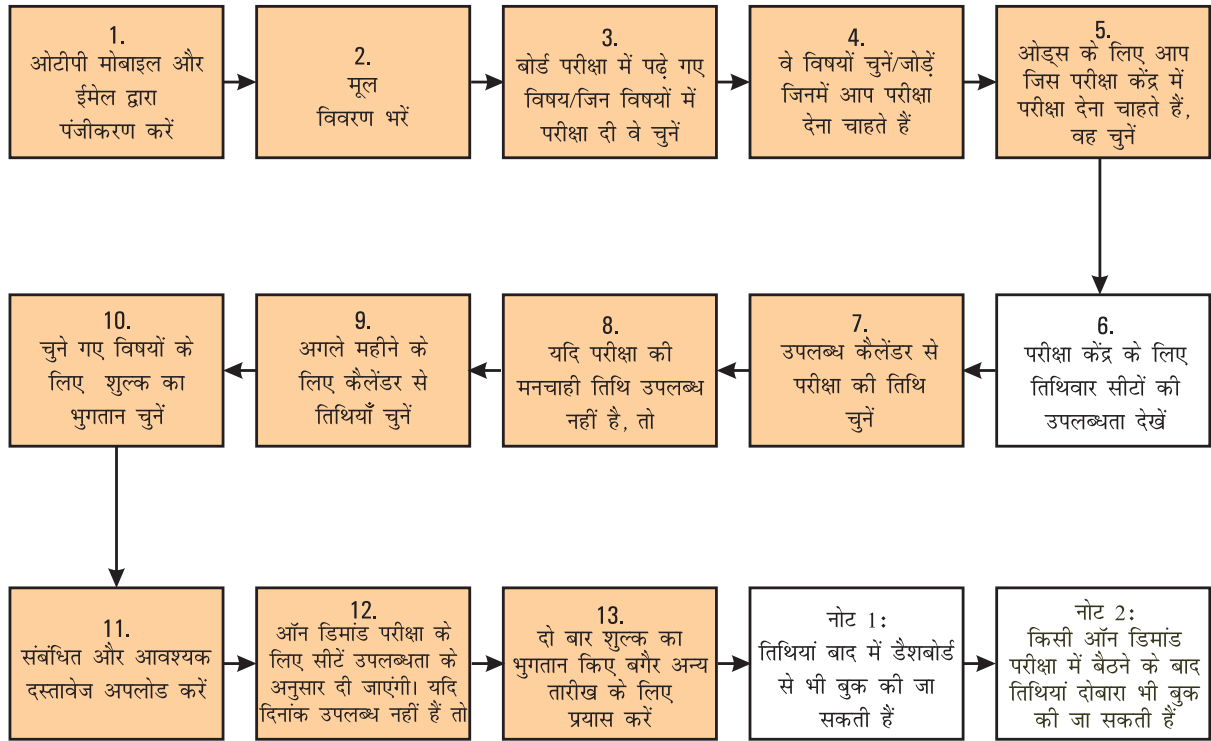 1.
ओटीपी मोबाइल और
ईमेल द्वारा
पंजीकरण करें
2.
मूल
विवरण भरें
3.
बोर्ड परीक्षा में पढ़े गए
विषय/जिन विषयों में
परीक्षा दी वे चुनें
4.
वे विषयों चुनें/जोड़ें
जिनमें आप परीक्षा
देना चाहते हैं
5.
ओड्स के लिए आप
जिस परीक्षा केंद्र में
परीक्षा देना चाहते हैं,
वह चुनें
6.
परीक्षा केंद्र के लिए
तिथिवार सीटों की
उपलब्धता देखें
7.
उपलब्ध कैलेंडर से
परीक्षा की तिथि
चुनें
8.
यदि परीक्षा की
मनचाही तिथि उपलब्ध
नहीं है, तो
9.
अगले महीने के
लिए कैलेंडर से
तिथियाँ चुनें
10.
चुने गए विषयों के
लिए शुल्क का
भुगतान चुनें
11.
संबंधित और आवश्यक
दस्तावेज अपलोड करें
12.
ऑन डिमांड परीक्षा के
लिए सीटें उपलब्धता के
अनुसार दी जाएंगी। यदि
दिनांक उपलब्ध नहीं हैं तो
13.
दो बार शुल्क का
भुगतान किए बगैर अन्य
तारीख के लिए
प्रयास करें
नोट 1:
तिथियां बाद में डैशबोर्ड
से भी बुक की जा
सकती हैं
नोट 2:
किसी ऑन डिमांड
परीक्षा में बैठने के बाद
तिथियां दोबारा भी बुक
की जा सकती हैं